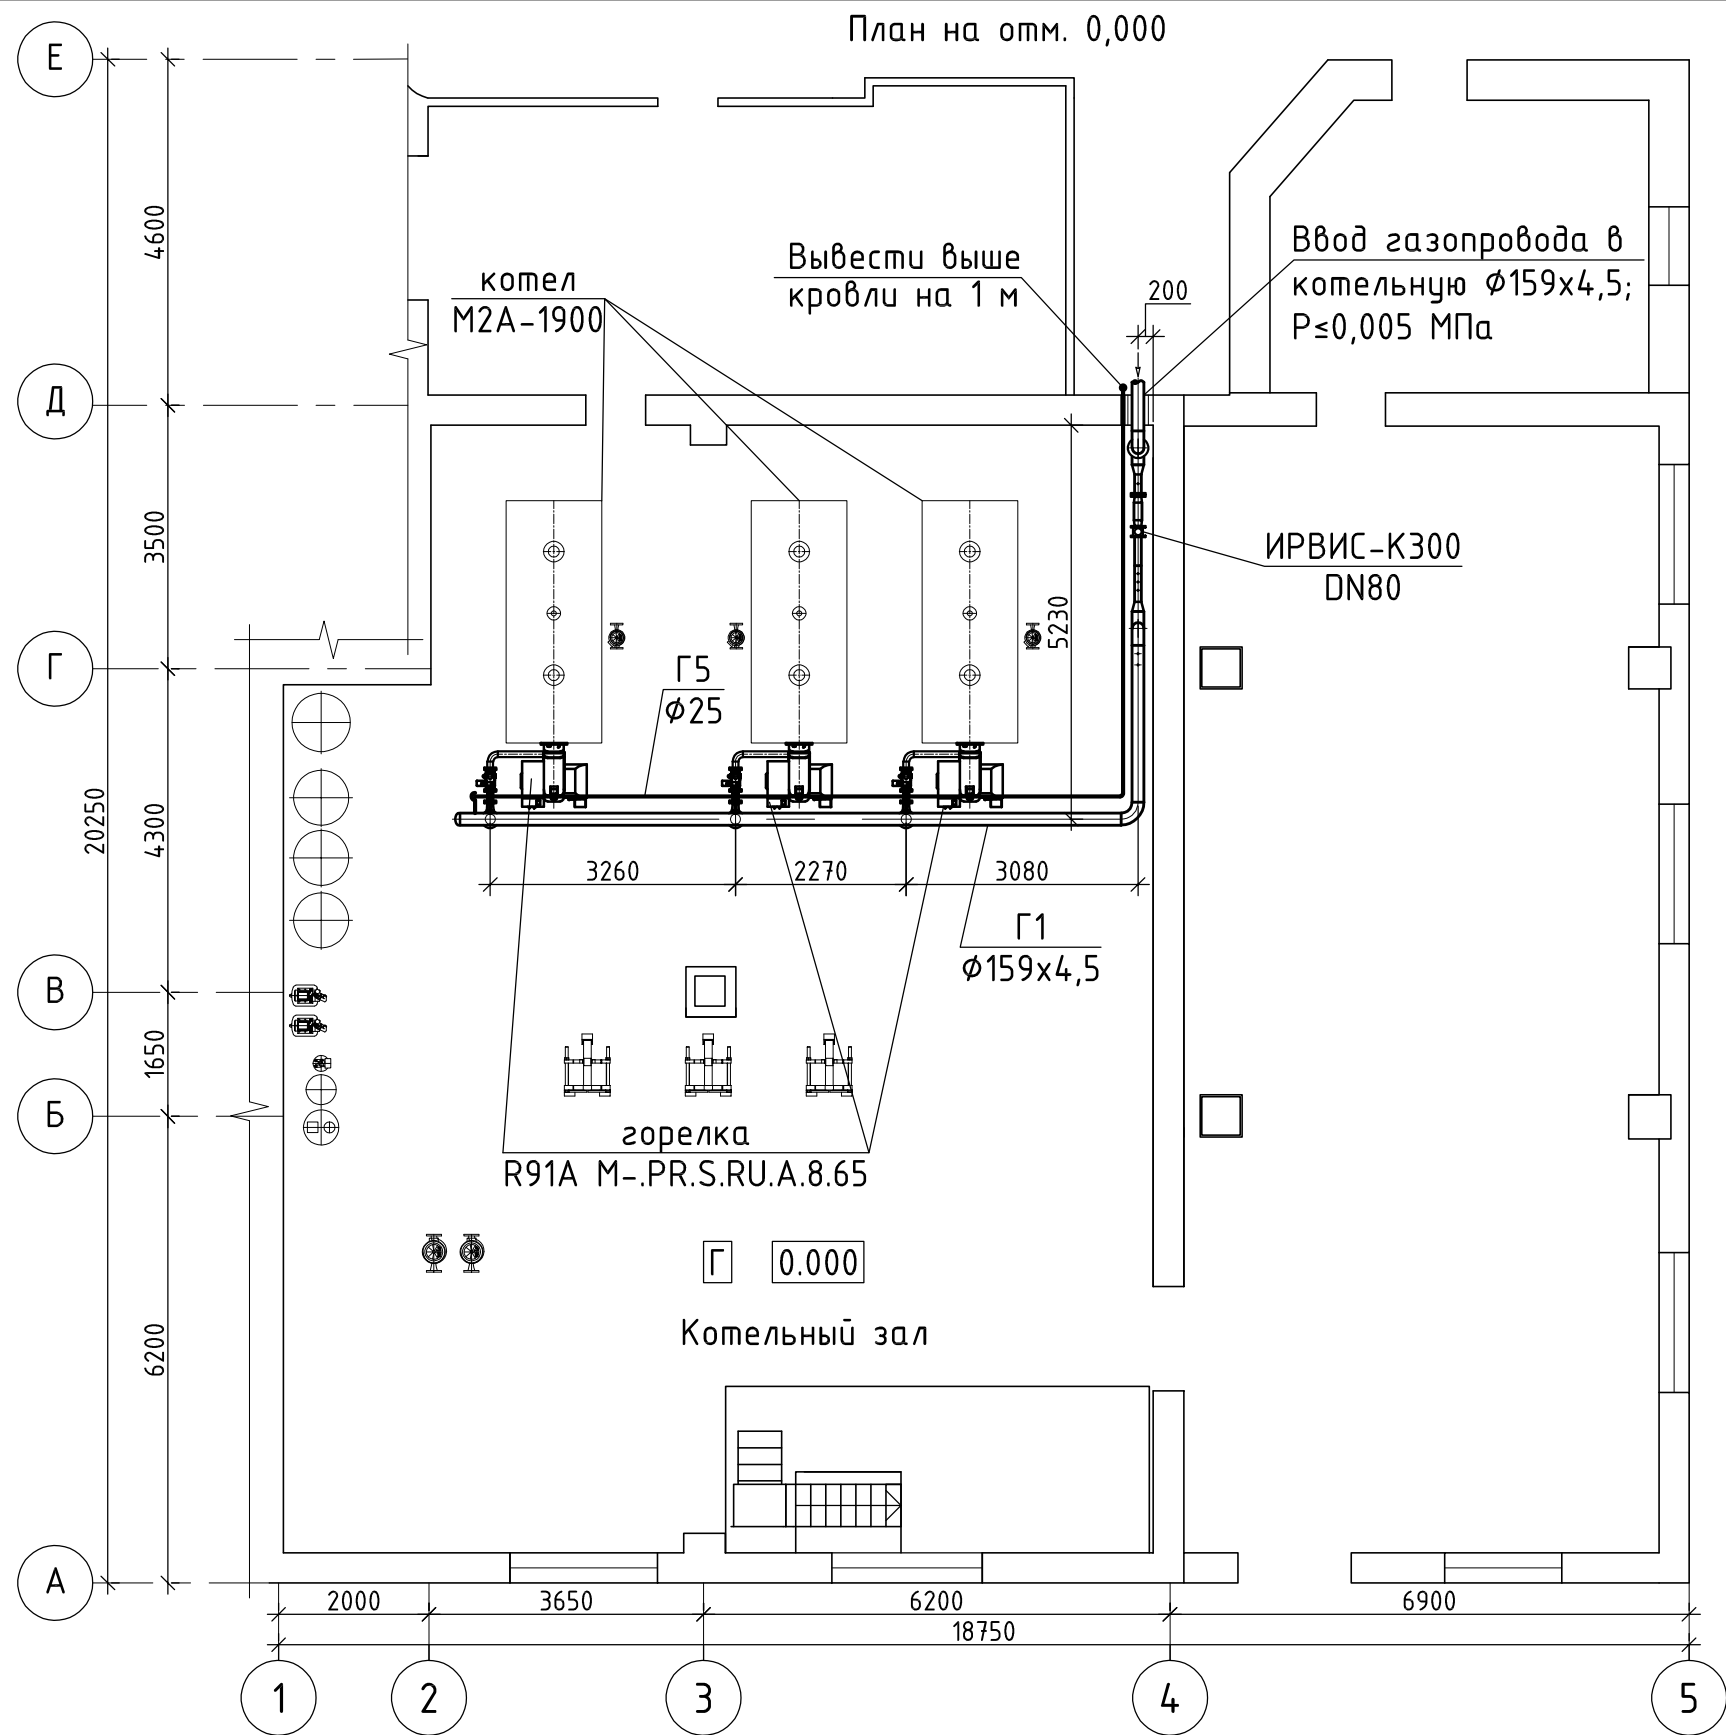 План на отм. 0,000
Е
4600
Вывести выше
кровли на 1 м
Ввод газопровода в
котельную Ф159х4,5;
Р≤0,005 МПа
котел
М2А-1900
200
Д
3500
ИРВИС-К300
DN80
5230
Г
Г5
Ф25
20250
4300
3260
2270
3080
Г1
Ф159х4,5
В
1650
Б
горелка
R91A M-.PR.S.RU.A.8.65
Г
0.000
6200
Котельный зал
А
2000
3650
6200
6900
18750
1
2
3
4
5